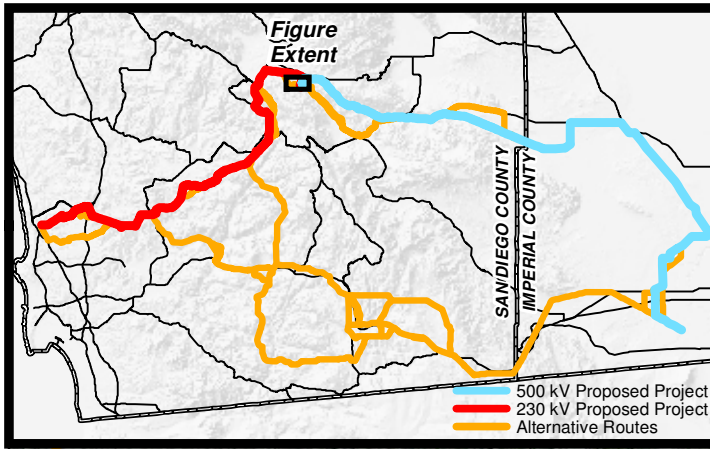 Figure
Extent
SAN DIEGO COUNTY
IMPERIAL COUNTY
500 kV Proposed Project
230 kV Proposed Project
Alternative Routes